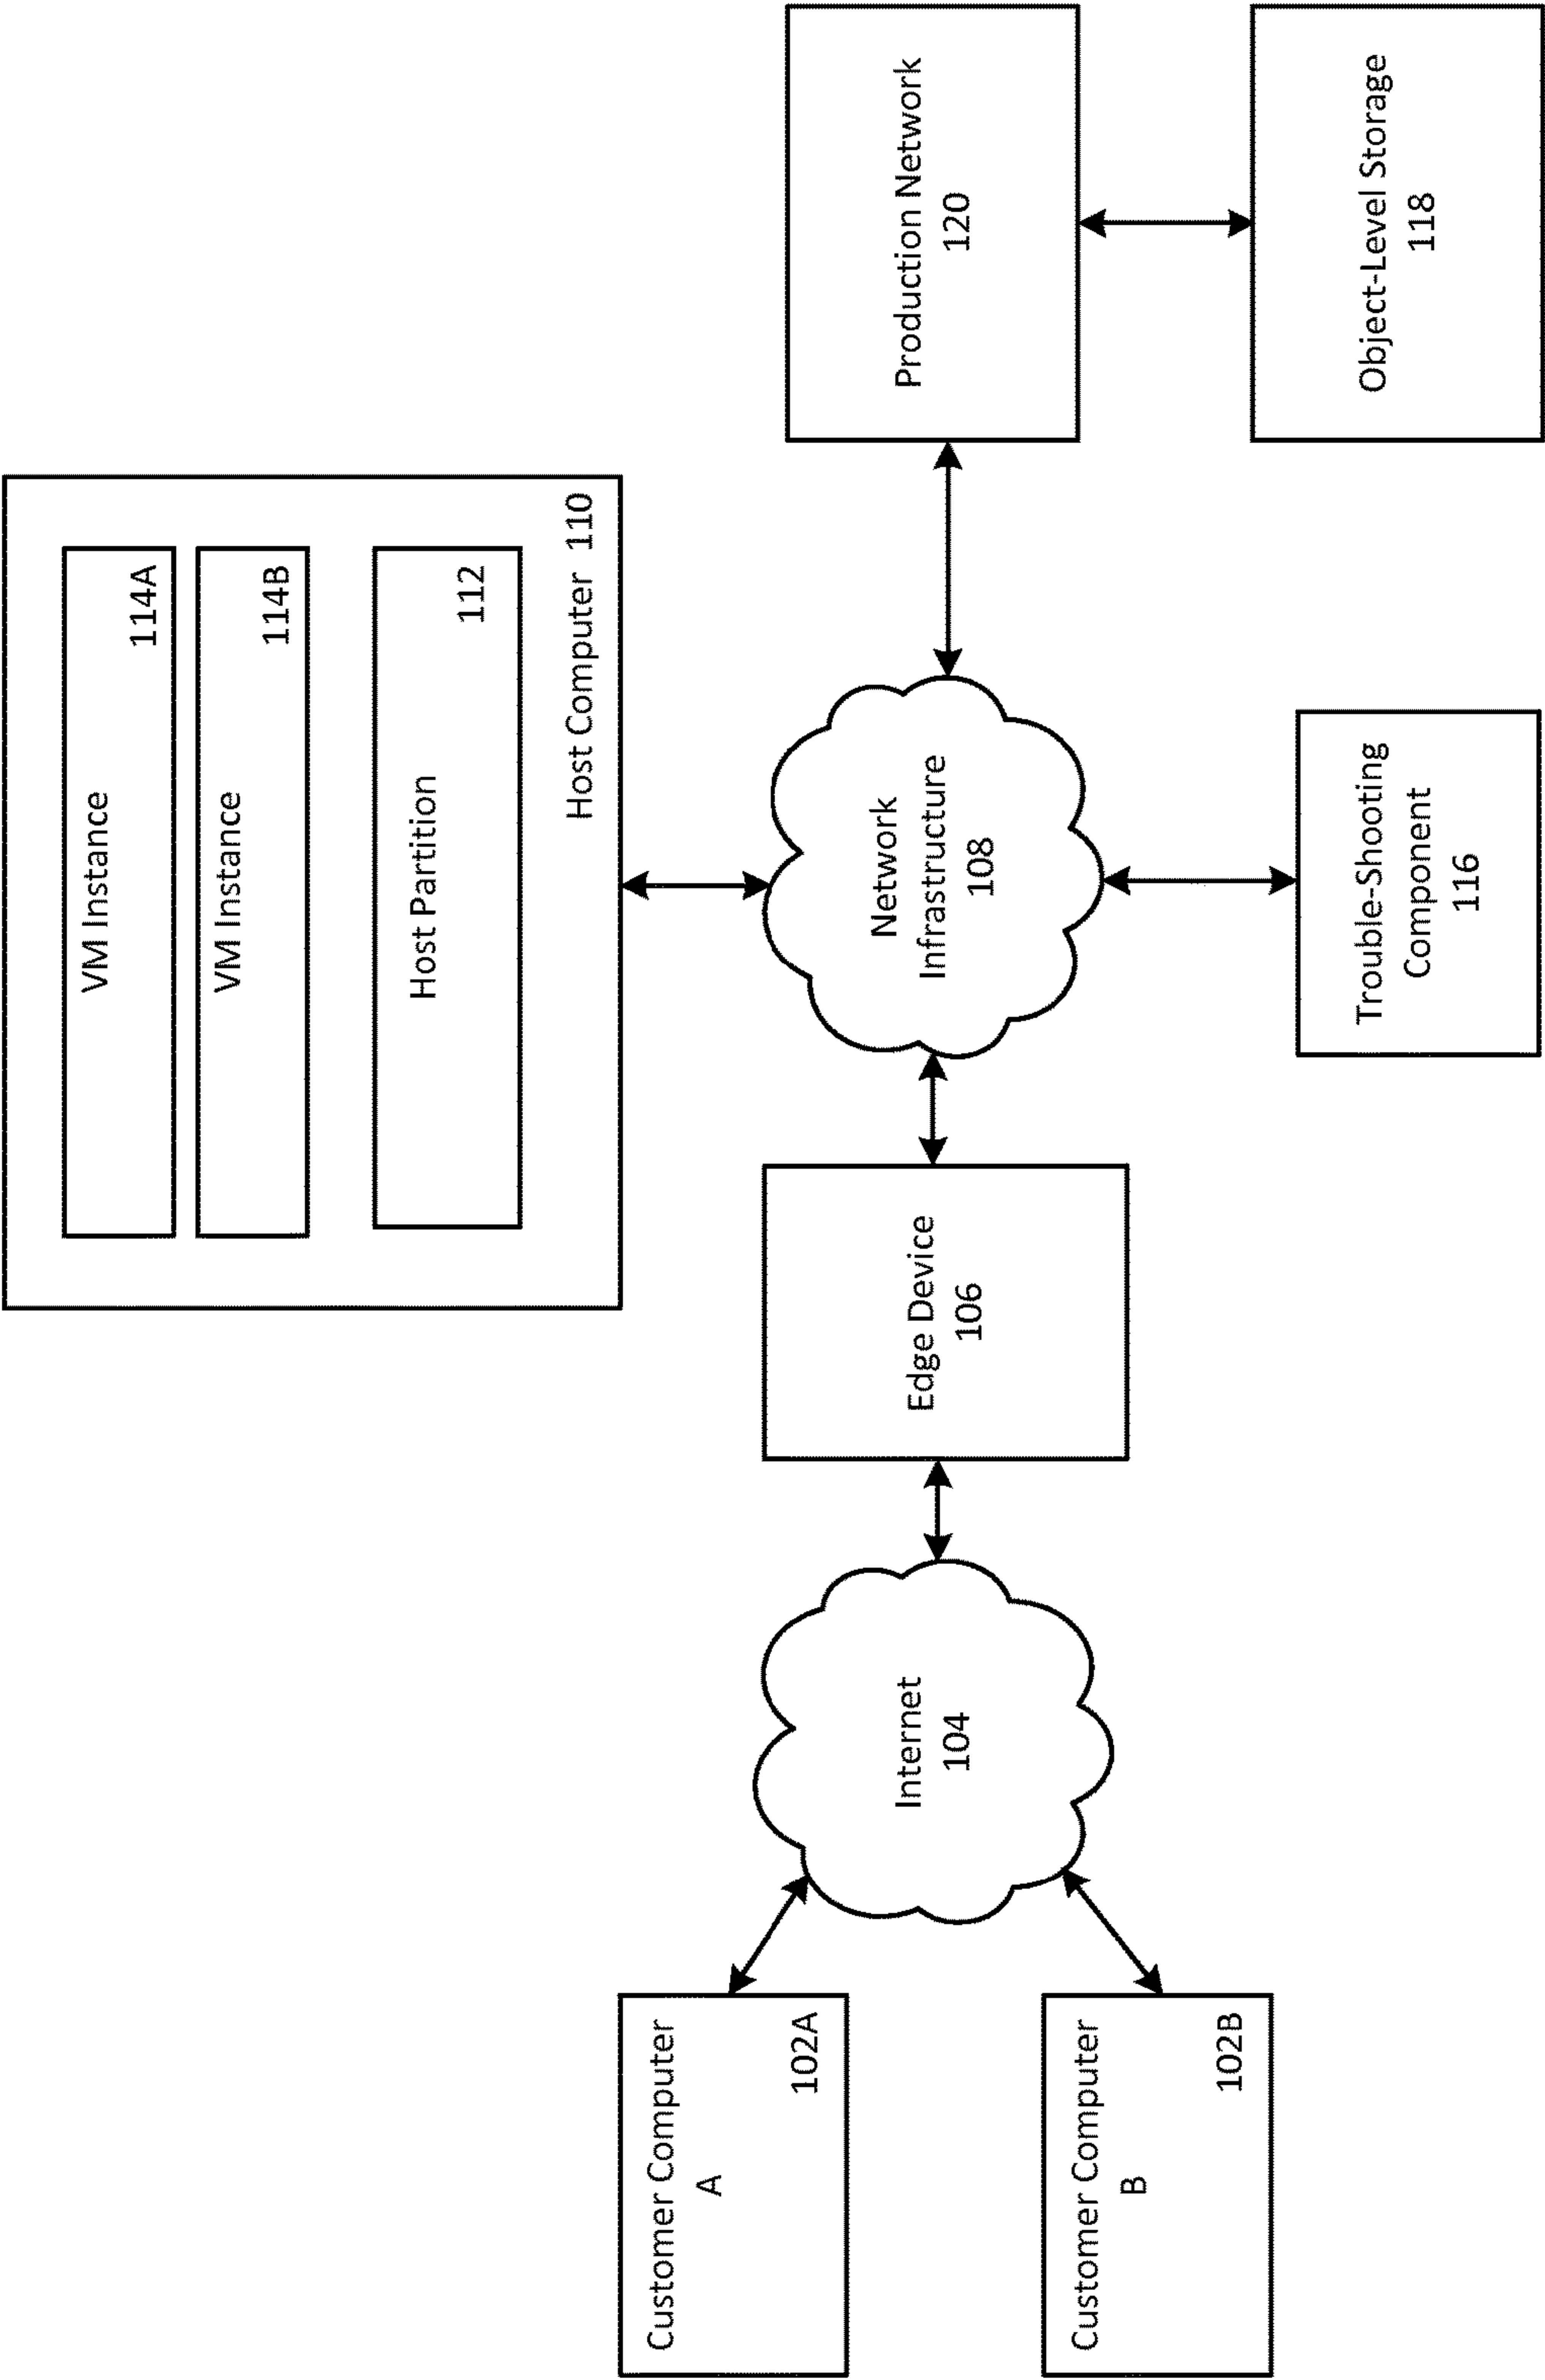 VM Instance
114A
VM Instance
114B
Host Partition
112
Host Computer 110
Customer Computer
A
102A
Customer Computer
B
102B
Internet
104
Edge Device
106
Network
Infrastructure
108
Production Network
120
Trouble-Shooting
Component
116
Object-Level Storage
118